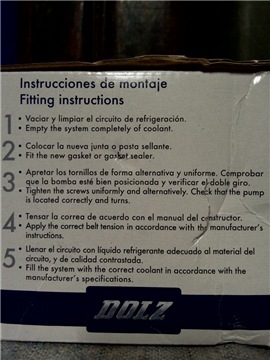 Instrucciones de montaje
Fitting instructions
1 • Vaciar y limpiar el circuito de refrigeración.
• Empty the system completely of coolant.
2 • Colocar la nueva junta o pasta sellante.
• Fit the new gasket or gasket sealer.
3 • Apretar los tornillos de forma alternativa y uniforme. Comprobar
que la bomba esté bien posicionada y verificar el doble giro.
• Tighten the screws uniformly and alternatively. Check that the pump
is located correctly and turns.
4 • Tensar la correa de acuerdo con el manual del constructor.
• Apply the correct belt tension in accordance with the manufacturer's
instructions.
5 • Llenar el circuito con líquido refrigerante adecuado al material del
circuito, y de calidad contrastada.
• Fill the system with the correct coolant in accordance with the
manufacturer's specifications.
DOLZ